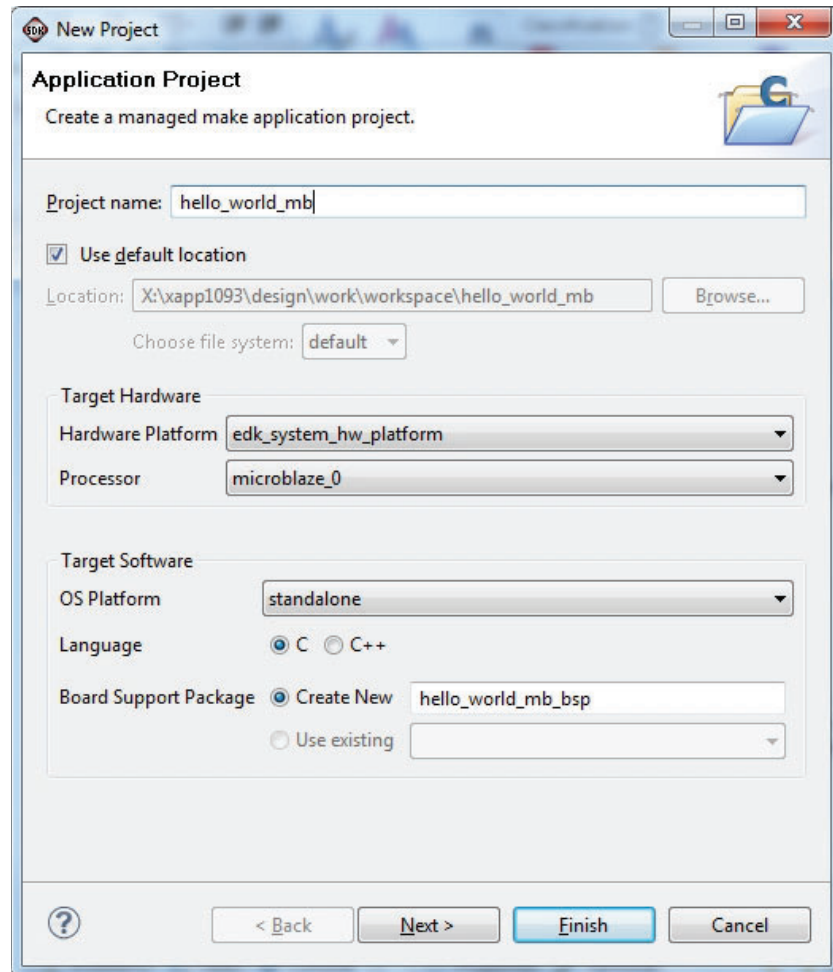 SDK New Project
Application Project
Create a managed make application project.
Project name: hello_world_mb
Use default location
Location: X:\xapp1093\design\work\workspace\hello_world_mb Browse...
Choose file system: default
Target Hardware
Hardware Platform edk_system_hw_platform
Processor microblaze_0
Target Software
OS Platform standalone
Language C C++
Board Support Package Create New hello_world_mb_bsp
Use existing
? < Back Next > Finish Cancel